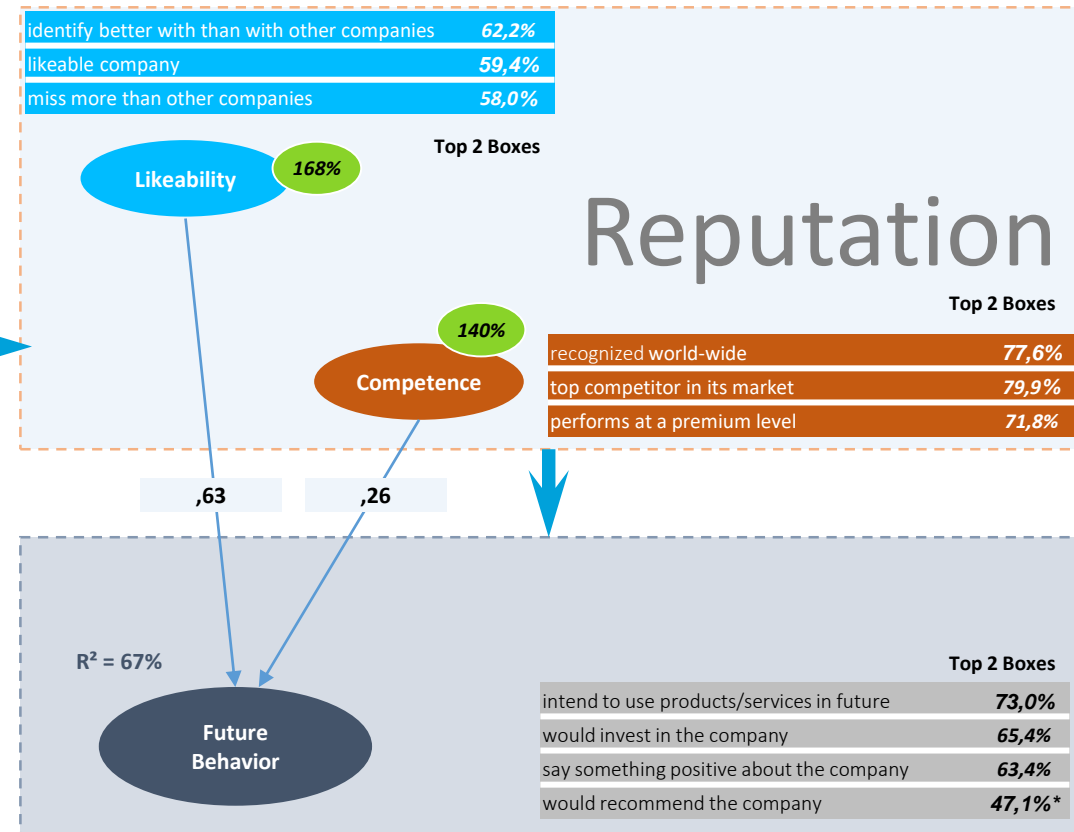 identify better with than with other companies 62,2%
likeable company 59,4%
miss more than other companies 58,0%
Top 2 Boxes
Likeability 168%
Reputation
Top 2 Boxes
140%
Competence
recognized world-wide 77,6%
top competitor in its market 79,9%
performs at a premium level 71,8%
,63 ,26
R² = 67%
Top 2 Boxes
Future
Behavior
intend to use products/services in future 73,0%
would invest in the company 65,4%
say something positive about the company 63,4%
would recommend the company 47,1%*